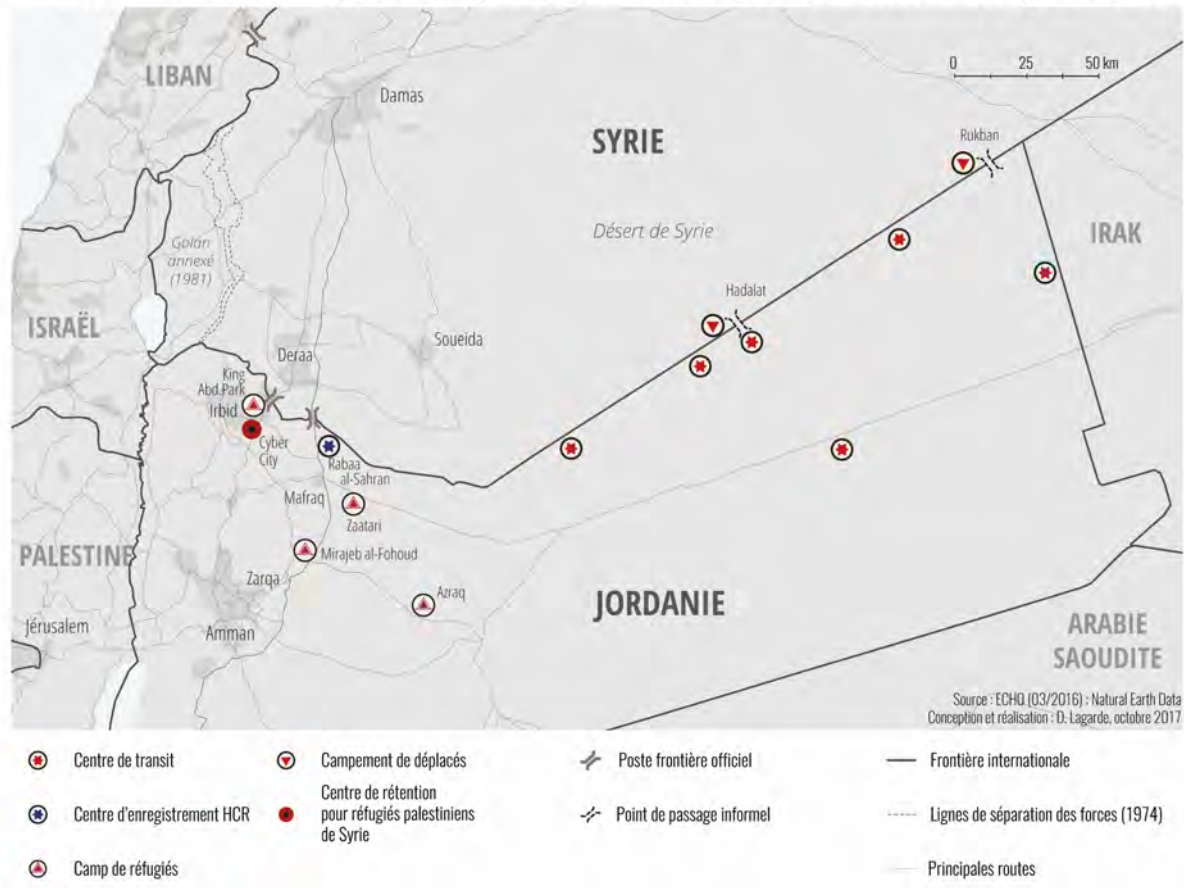 LIBAN
Damas
SYRIE
0 25 50 km
Rukban
Désert de Syrie
IRAK
Golan
annexé
(1981)
Hadalat
ISRAËL
Soueida
Deraa
King
Abd.Park
Irbid
Cyber
City
Rabaa
al-Sahran
Mafraq
Zaatari
PALESTINE
Mirajeb al-Fohoud
Zarqa
Azraq
JORDANIE
Jérusalem
Amman
ARABIE
SAOUDITE
Source : ECHO (03/2016) : Natural Earth Data
Conception et réalisation : D. Lagarde, octobre 2017
Centre de transit
Campement de déplacés
Poste frontière officiel
Frontière internationale
Centre d'enregistrement HCR
Centre de rétention
pour réfugiés palestiniens
de Syrie
Point de passage informel
Lignes de séparation des forces (1974)
Camp de réfugiés
Principales routes